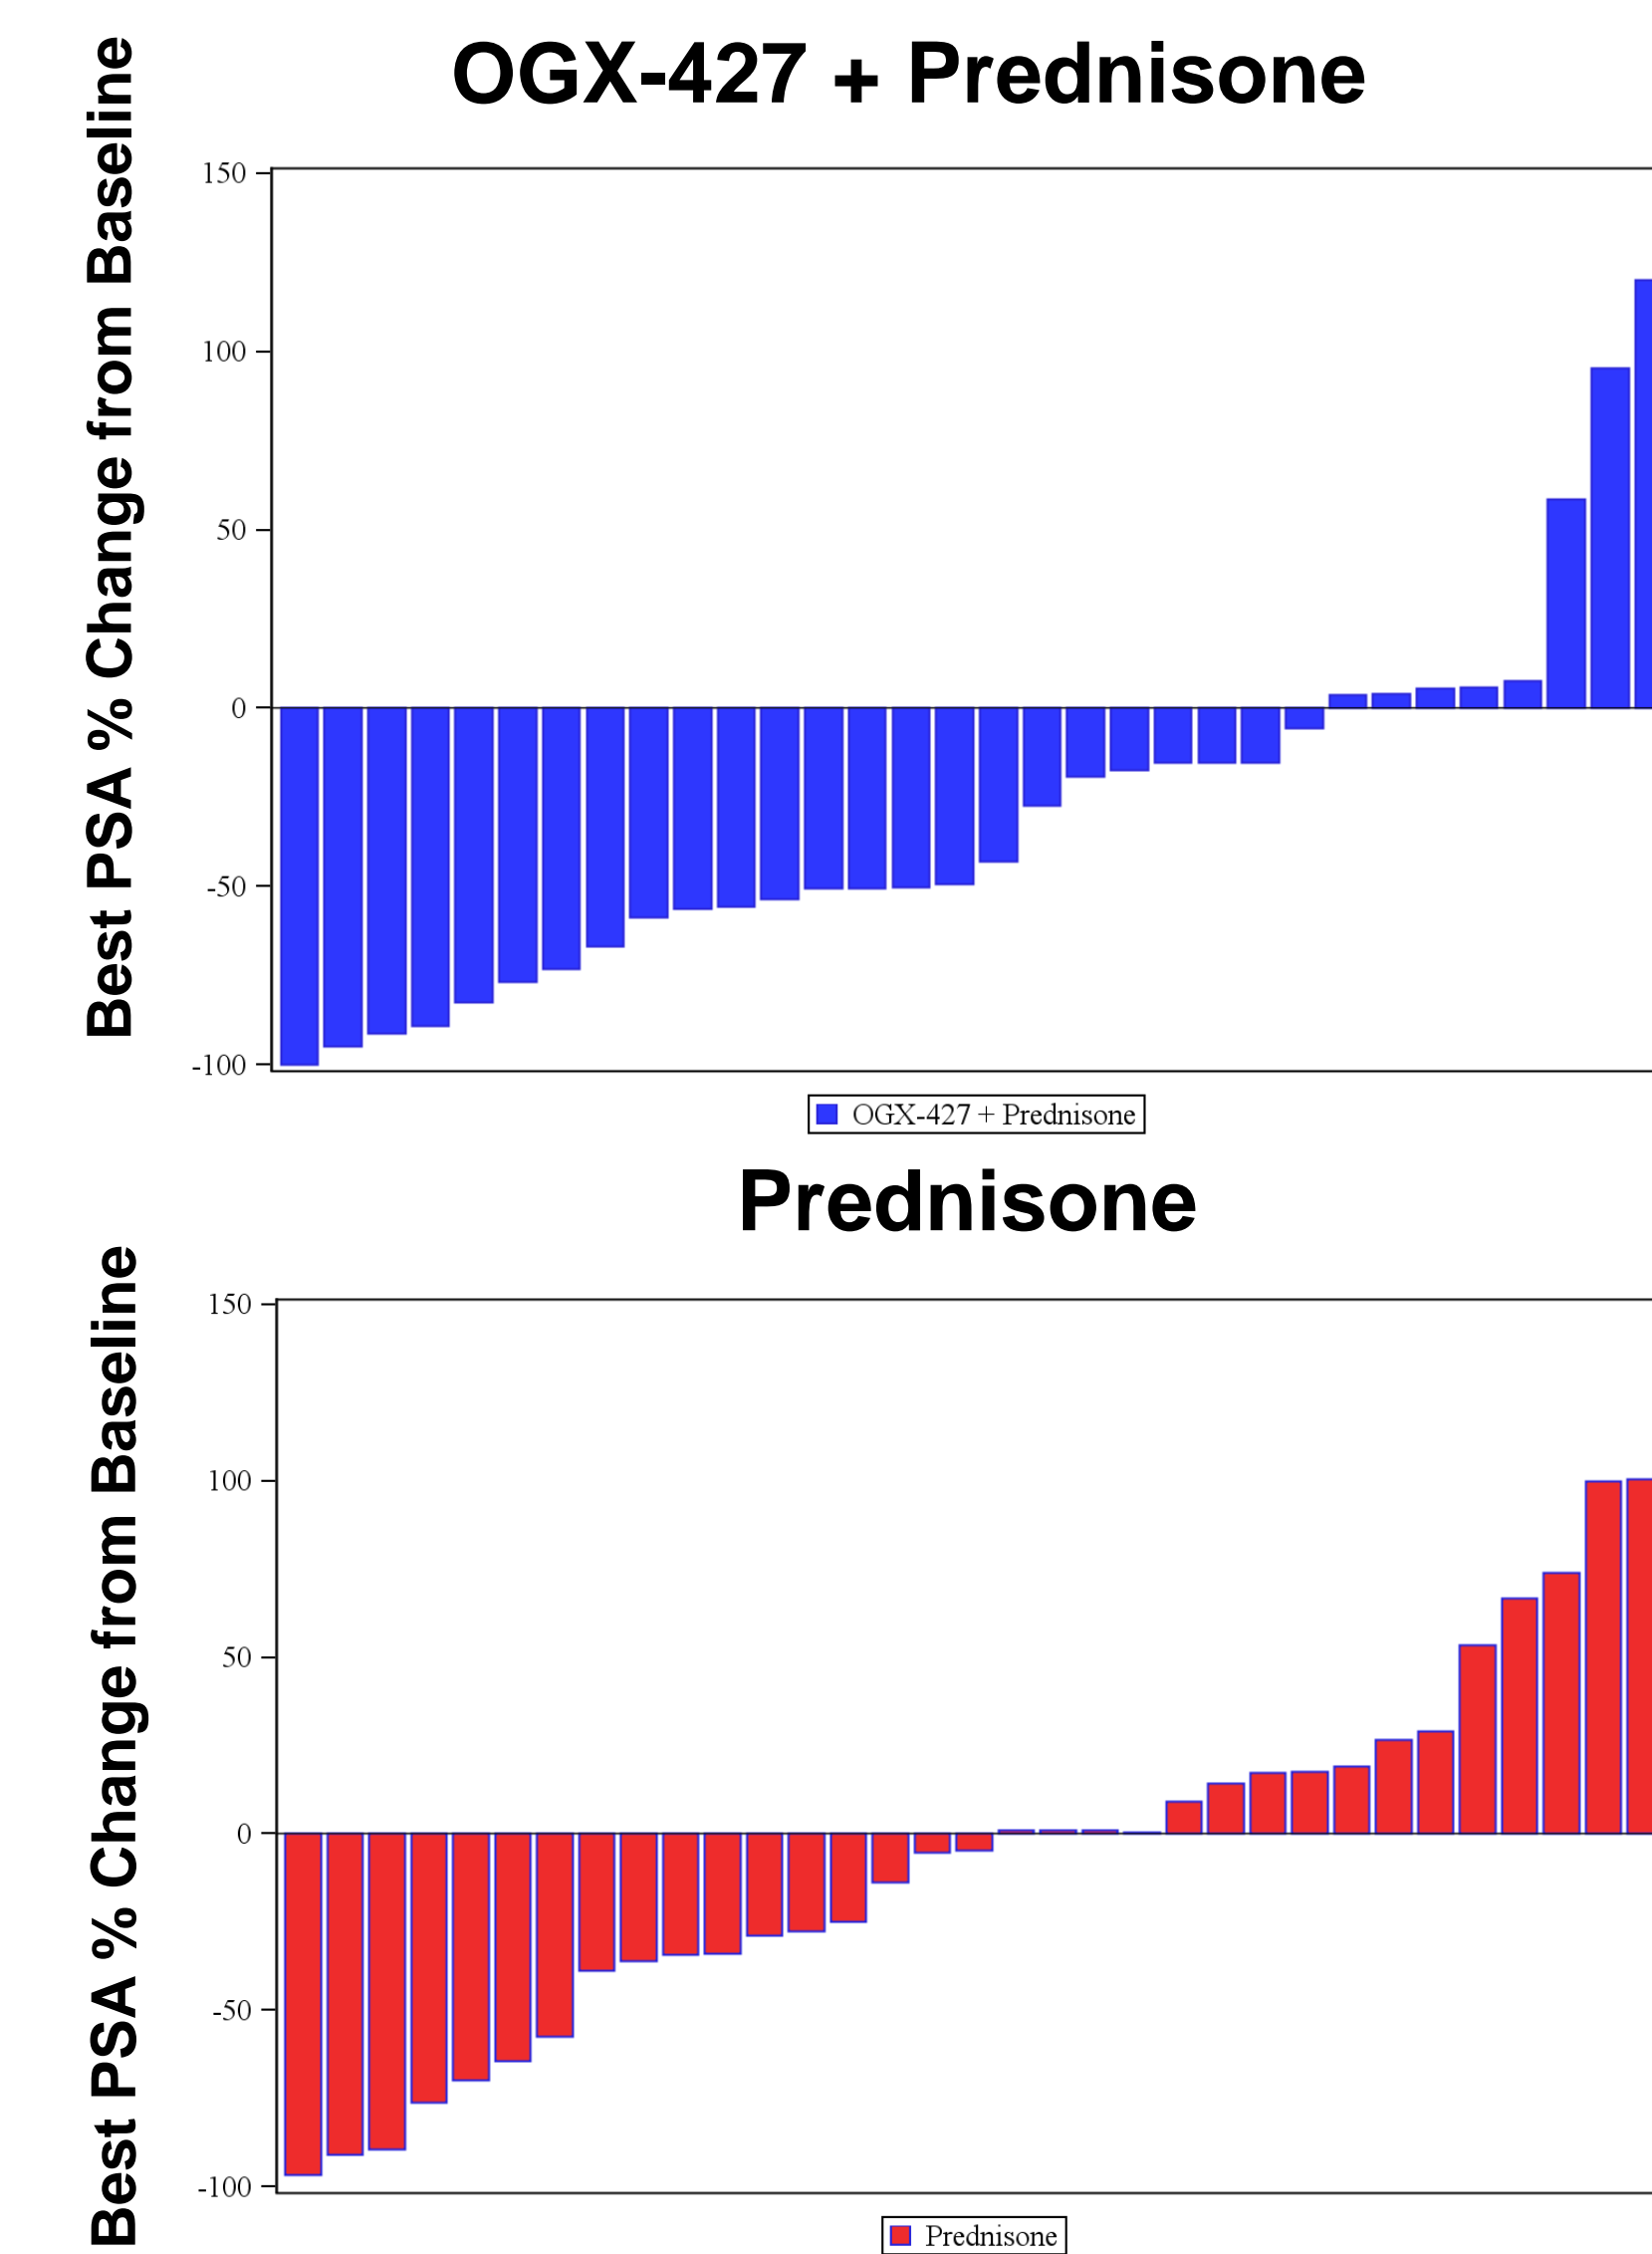 OGX-427 + Prednisone
Best PSA % Change from Baseline
150
100
50
0
-50
-100
OGX-427 + Prednisone
Prednisone
Best PSA % Change from Baseline
150
100
50
0
-50
-100
Prednisone